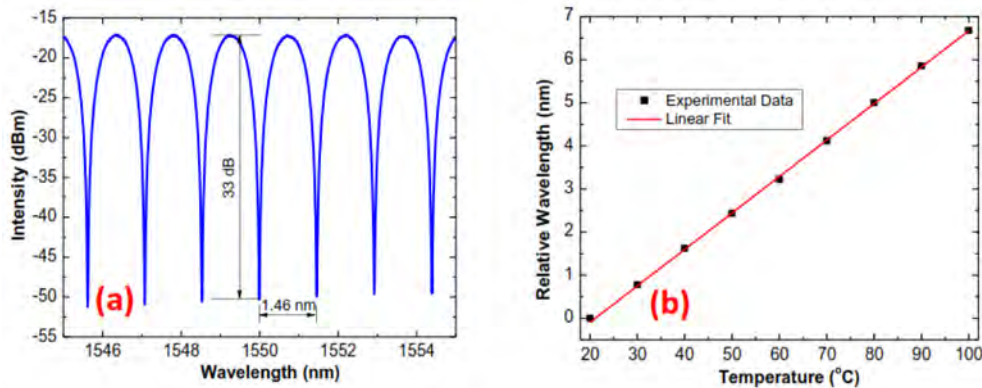 -15
-20
-25
-30
-35
-40
-45
-50
-55
Intensity (dBm)
33 dB
1.46 nm
(a)
1546 1548 1550 1552 1554
Wavelength (nm)
7
6
5
4
3
2
1
0
Relative Wavelength (nm)
Experimental Data
Linear Fit
(b)
20 30 40 50 60 70 80 90 100
Temperature (°C)